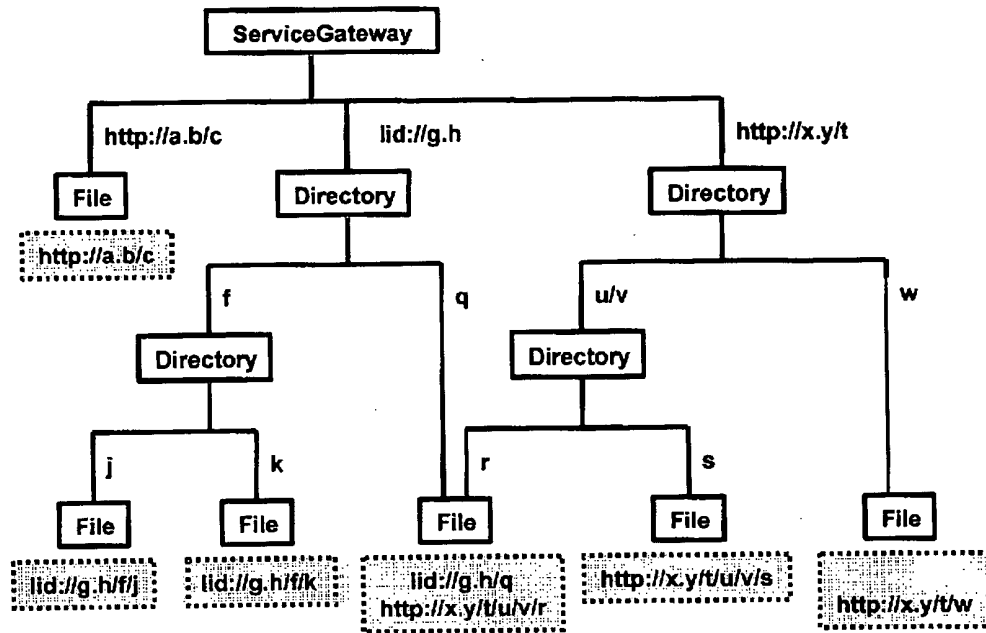 ServiceGateway
http://a.b/c
lid://g.h
http://x.y/t
File
Directory
Directory
http://a.b/c
f
q
u/v
w
Directory
Directory
j
k
r
s
File
File
File
File
File
lid://g.h/f/j
lid://g.h/f/k
lid://g.h/q
http://x.y/t/u/v/r
http://x.y/t/u/v/s
http://x.y/t/w